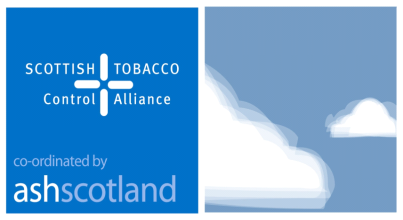 SCOTTISH TOBACCO
Control Alliance
co-ordinated by
ashscotland